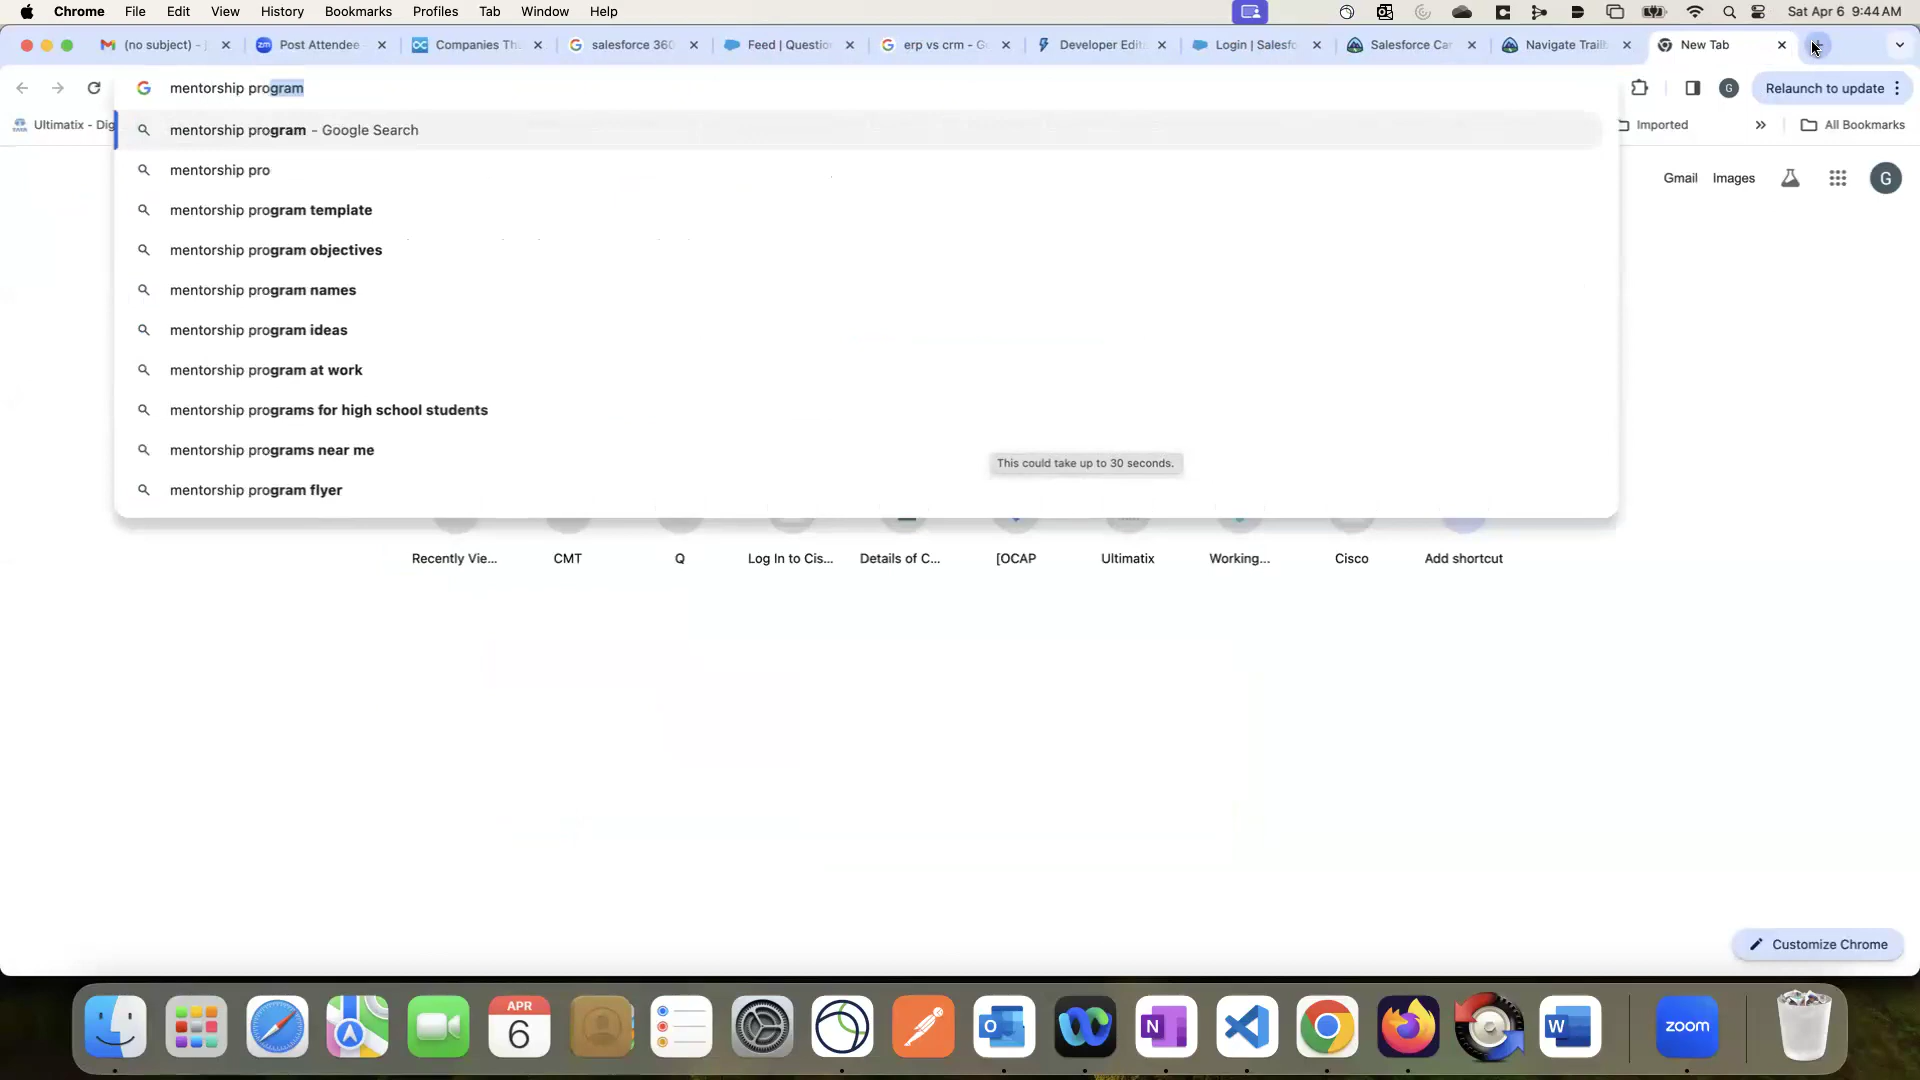 Chrome File Edit View History Bookmarks Profiles Tab Window Help Sat Apr 6 9:44 AM
(no subject) - Post Attendee Companies Tha salesforce 360 Feed | Questio erp vs crm - G Developer Edit Login | Salesfo Salesforce Car Navigate Trailb New Tab
mentorship program Relaunch to update
Ultimatix - Dig Imported All Bookmarks
mentorship program - Google Search
mentorship pro
Gmail Images G
mentorship program template
mentorship program objectives
mentorship program names
mentorship program ideas
mentorship program at work
mentorship programs for high school students
mentorship programs near me
This could take up to 30 seconds.
mentorship program flyer
Recently Vie... CMT Q Log In to Cis... Details of C... [OCAP Ultimatix Working... Cisco Add shortcut
Customize Chrome
APR
6
zoom